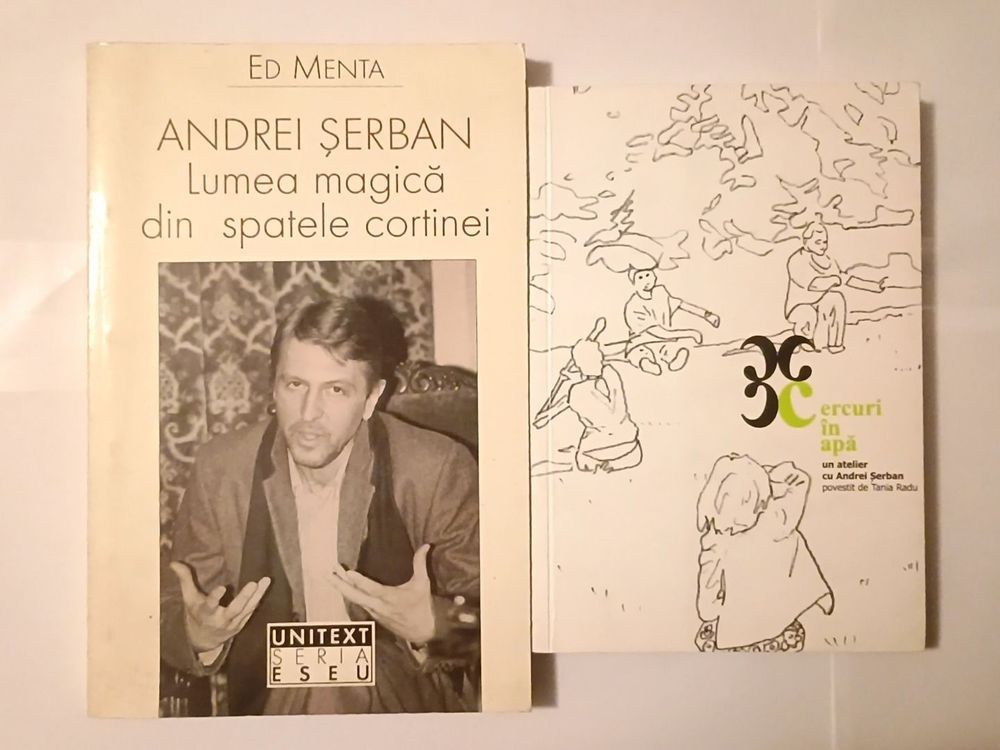 ED MENTA
ANDREI ȘERBAN
Lumea magică
din spatele cortinei
UNITEXT
SERIA
ESEU
Cercuri
în
apă
un atelier
cu Andrei Șerban
povestit de Tania Radu